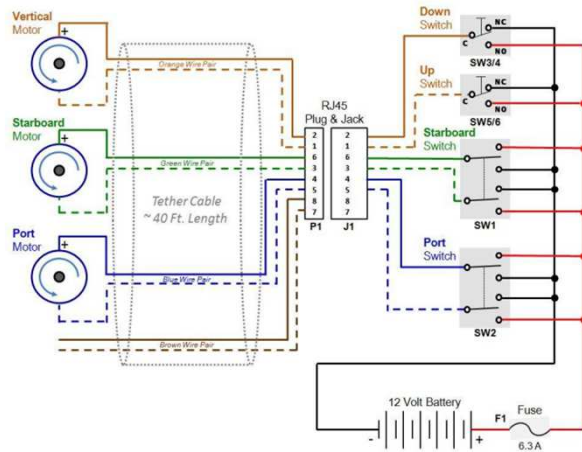 Vertical
Motor
+
Orange Wire Pair
Starboard
Motor
+
Green Wire Pair
Port
Motor
+
Blue Wire Pair
Brown Wire Pair
Tether Cable
~ 40 Ft. Length
RJ45
Plug & Jack
2
1
6
3
4
5
8
7
P1
2
1
6
3
4
5
8
7
J1
Down
Switch
NC
C
NO
SW3/4
Up
Switch
NC
C
NO
SW5/6
Starboard
Switch
SW1
Port
Switch
SW2
12 Volt Battery
-
+
F1
Fuse
6.3 A